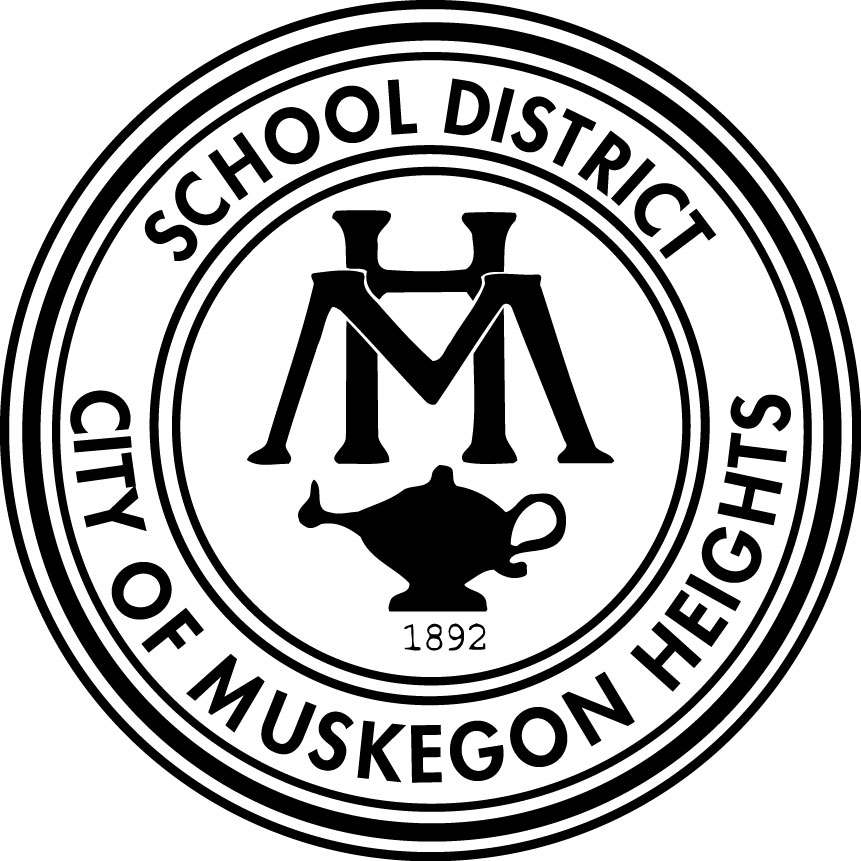 SCHOOL DISTRICT
HM
1892
CITY OF MUSKEGON HEIGHTS